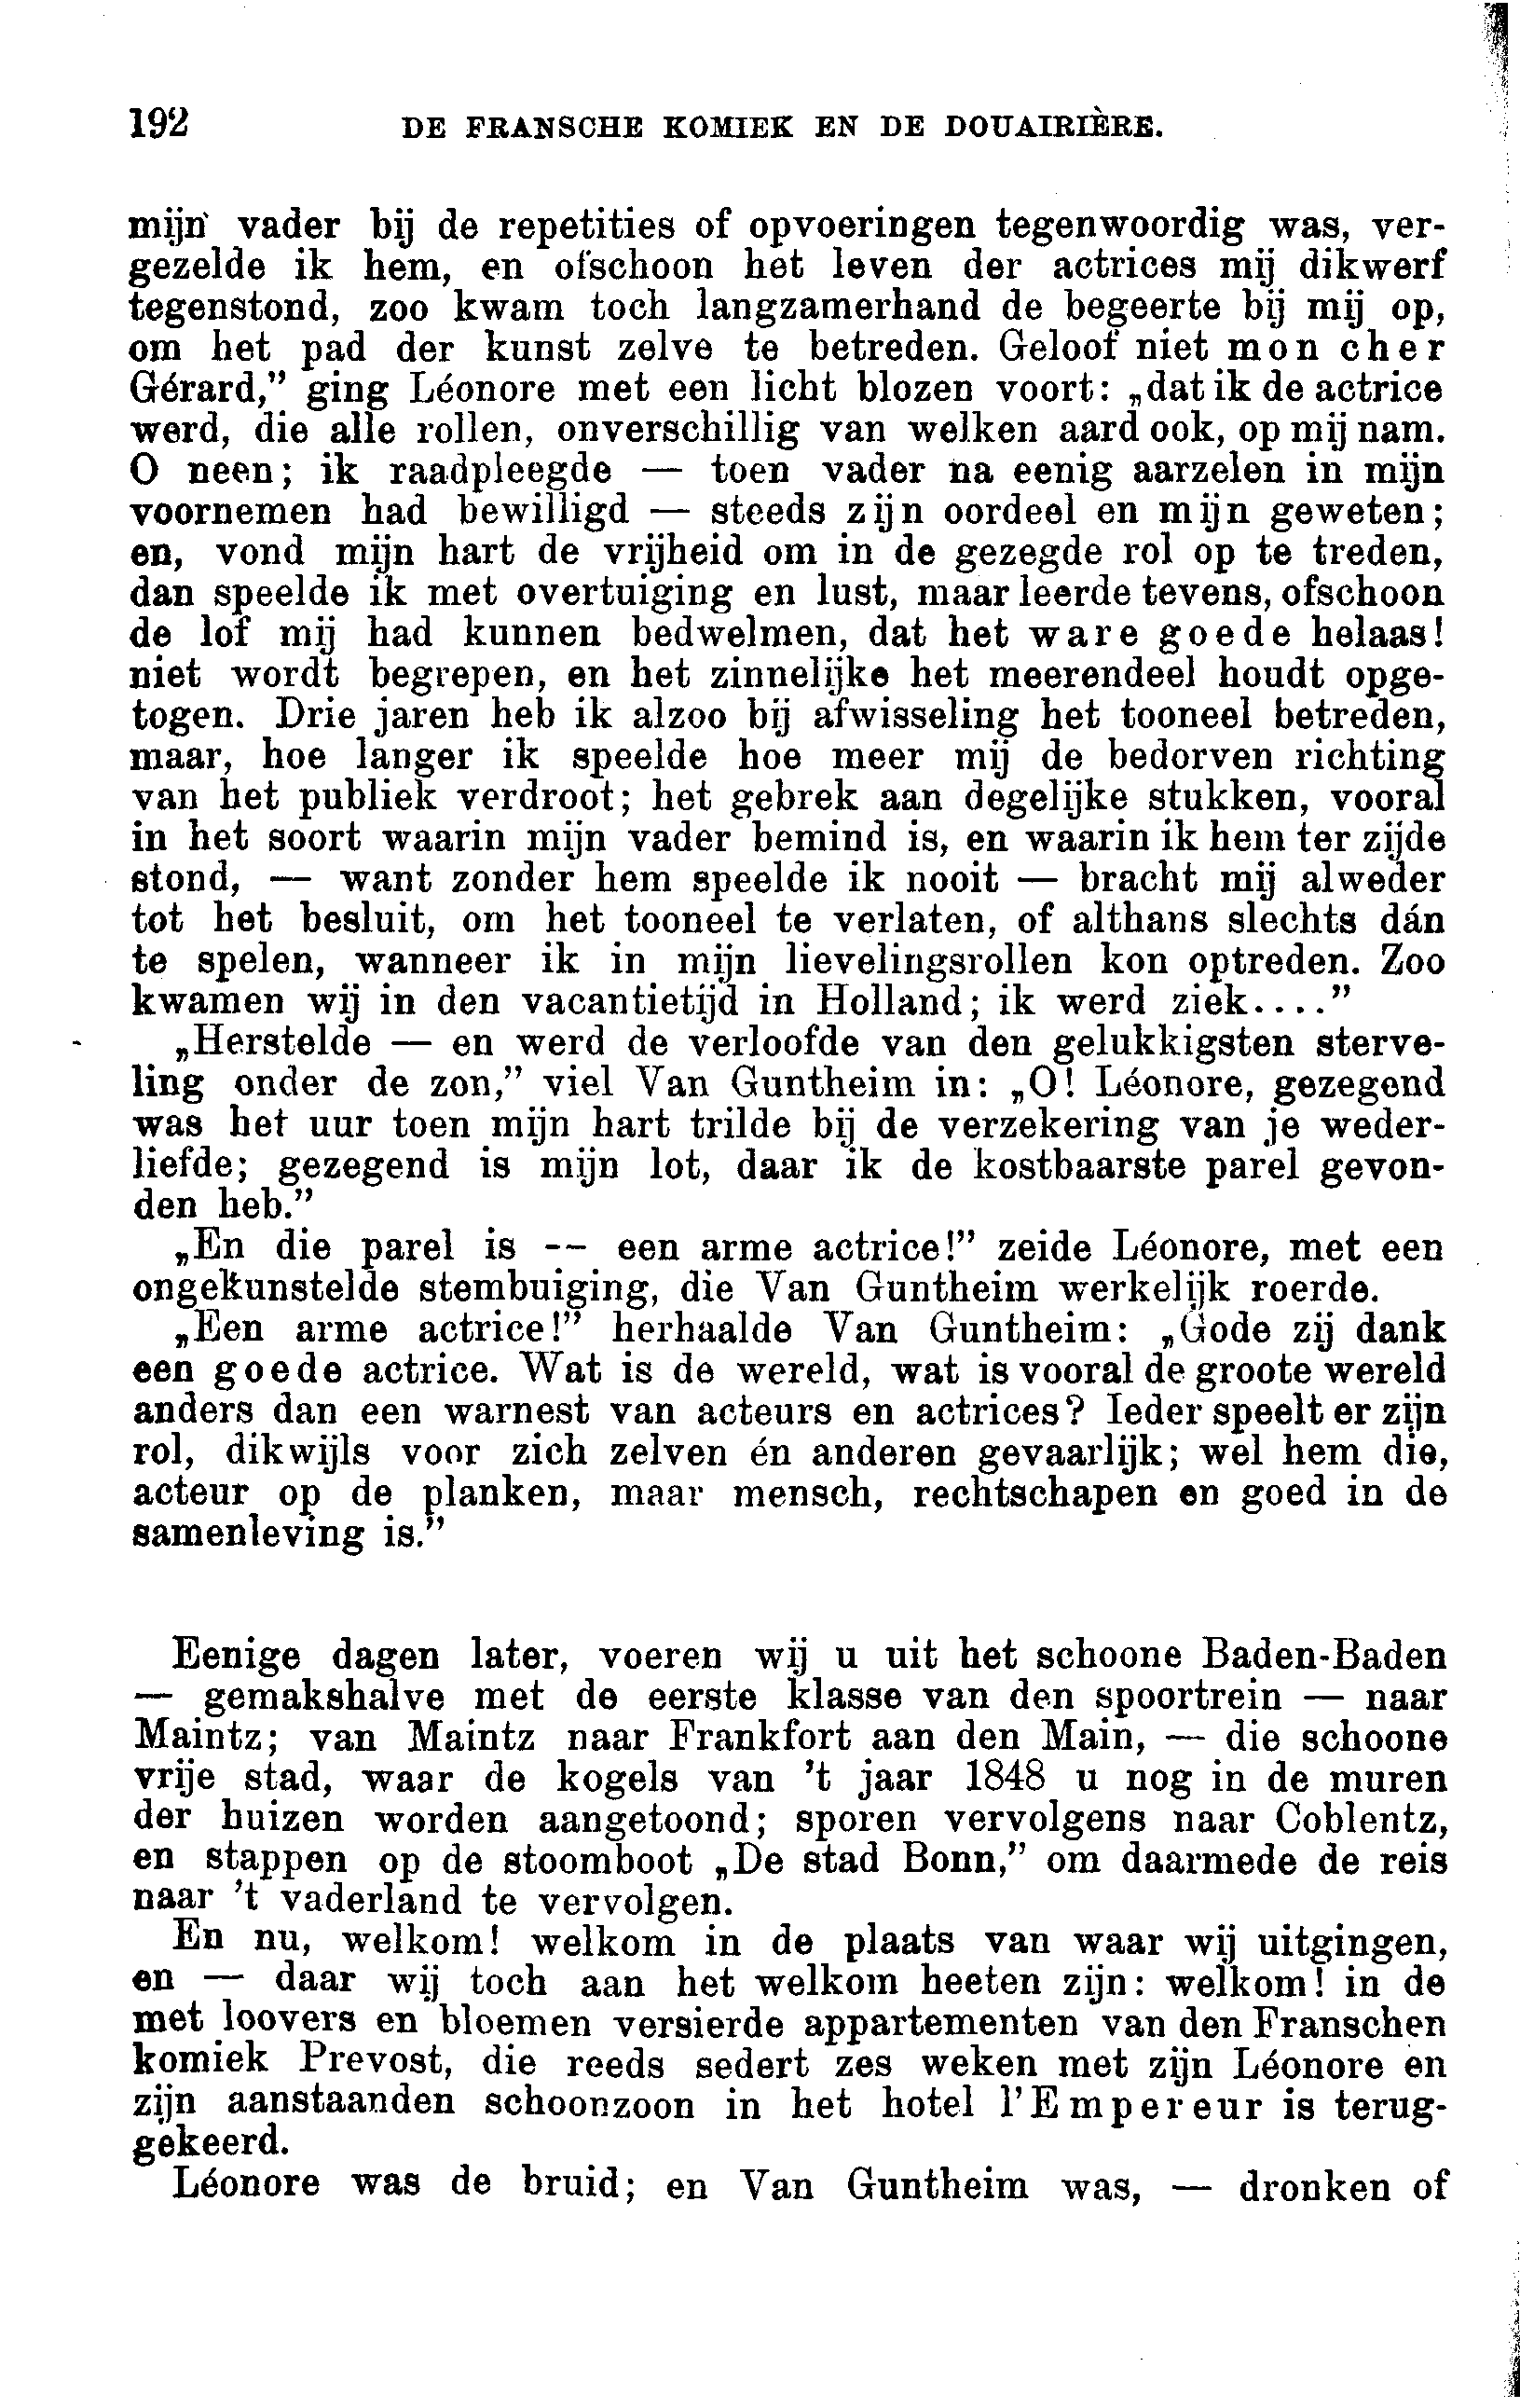 192 DE FRANSCHE KOMIEK EN DE DOUAIRIÈRE.
mijn vader bij de repetities of opvoeringen tegenwoordig was, ver-
gezelde ik hem, en ofschoon het leven der actrices mij dikwerf
tegenstond, zoo kwam toch langzamerhand de begeerte bij mij op,
om het pad der kunst zelve te betreden. Geloof niet mon cher
Gérard,” ging Léonore met een licht blozen voort: „dat ik de actrice
werd, die alle rollen, onverschillig van welken aard ook, op mij nam.
O neen; ik raadpleegde — toen vader na eenig aarzelen in mijn
voornemen had bewilligd — steeds zijn oordeel en mijn geweten;
en, vond mijn hart de vrijheid om in de gezegde rol op te treden,
dan speelde ik met overtuiging en lust, maar leerde tevens, ofschoon
de lof mij had kunnen bedwelmen, dat het ware goede helaas!
niet wordt begrepen, en het zinnelijke het meerendeel houdt opge-
togen. Drie jaren heb ik alzoo bij afwisseling het tooneel betreden,
maar, hoe langer ik speelde hoe meer mij de bedorven richting
van het publiek verdroot; het gebrek aan degelijke stukken, vooral
in het soort waarin mijn vader bemind is, en waarin ik hem ter zijde
stond, — want zonder hem speelde ik nooit — bracht mij alweder
tot het besluit, om het tooneel te verlaten, of althans slechts dán
te spelen, wanneer ik in mijn lievelingsrollen kon optreden. Zoo
kwamen wij in den vacantietijd in Holland; ik werd ziek....”
„Herstelde — en werd de verloofde van den gelukkigsten sterve-
ling onder de zon,” viel Van Guntheim in: „O! Léonore, gezegend
was het uur toen mijn hart trilde bij de verzekering van je weder-
liefde; gezegend is mijn lot, daar ik de kostbaarste parel gevon-
den heb.”
„En die parel is -- een arme actrice!” zeide Léonore, met een
ongekunstelde stembuiging, die Van Guntheim werkelijk roerde.
„Een arme actrice!” herhaalde Van Guntheim: „Gode zij dank
een goede actrice. Wat is de wereld, wat is vooral de groote wereld
anders dan een warnest van acteurs en actrices? Ieder speelt er zijn
rol, dikwijls voor zich zelven én anderen gevaarlijk; wel hem die,
acteur op de planken, maar mensch, rechtschapen en goed in de
samenleving is.”
Eenige dagen later, voeren wij u uit het schoone Baden-Baden
— gemakshalve met de eerste klasse van den spoortrein — naar
Maintz; van Maintz naar Frankfort aan den Main, — die schoone
vrije stad, waar de kogels van 't jaar 1848 u nog in de muren
der huizen worden aangetoond; sporen vervolgens naar Coblentz,
en stappen op de stoomboot „De stad Bonn,” om daarmede de reis
naar 't vaderland te vervolgen.
En nu, welkom! welkom in de plaats van waar wij uitgingen,
en — daar wij toch aan het welkom heeten zijn: welkom! in de
met loovers en bloemen versierde appartementen van den Franschen
komiek Prevost, die reeds sedert zes weken met zijn Léonore en
zijn aanstaanden schoonzoon in het hotel l'Empereur is terug-
gekeerd.
Léonore was de bruid; en Van Guntheim was, — dronken of